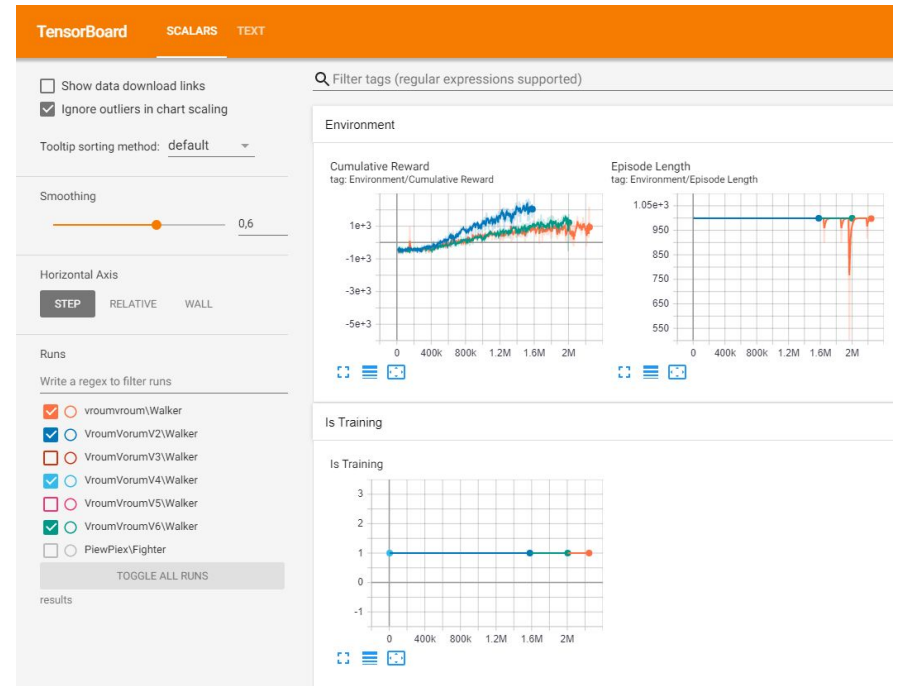 TensorBoard SCALARS TEXT
Show data download links
Ignore outliers in chart scaling
Tooltip sorting method: default
Smoothing
0,6
Horizontal Axis
STEP RELATIVE WALL
Runs
Write a regex to filter runs
vroumvroum\Walker
VroumVorumV2\Walker
VroumVorumV3\Walker
VroumVorumV4\Walker
VroumVroumV5\Walker
VroumVroumV6\Walker
PiewPiex\Fighter
TOGGLE ALL RUNS
results
Filter tags (regular expressions supported)
Environment
Cumulative Reward
tag: Environment/Cumulative Reward
1e+3
-1e+3
-3e+3
-5e+3
0 400k 800k 1.2M 1.6M 2M
Episode Length
tag: Environment/Episode Length
1.05e+3
950
850
750
650
550
0 400k 800k 1.2M 1.6M 2M
Is Training
Is Training
3
2
1
0
-1
0 400k 800k 1.2M 1.6M 2M